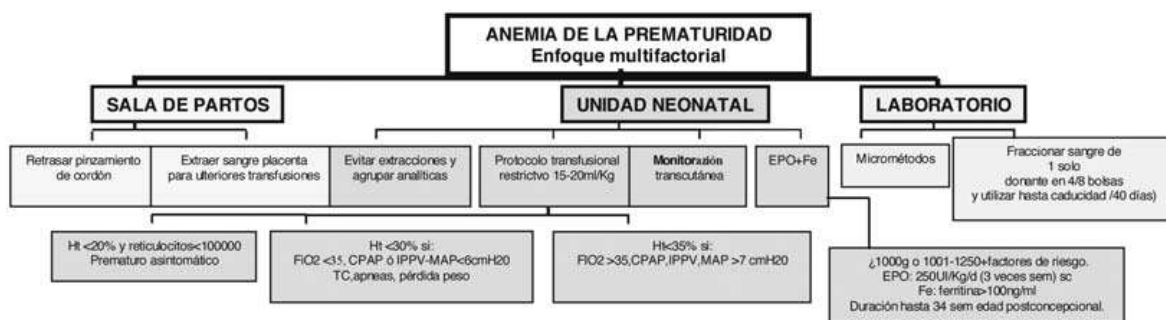 ANEMIA DE LA PREMATURIDAD
Enfoque multifactorial
SALA DE PARTOS
UNIDAD NEONATAL
LABORATORIO
Retrasar pinzamiento
de cordón
Extraer sangre placenta
para ulteriores transfusiones
Evitar extracciones y
agrupar analíticas
Protocolo transfusional
restrictvo 15-20ml/Kg
Monitorazión
transcutánea
EPO+Fe
Micrométodos
Fraccionar sangre de
1 solo
donante en 4/8 bolsas
y utilizar hasta caducidad /40 días)
Ht <20% y reticulocitos<100000
Prematuro asintomático
Ht <30% si:
FiO2 <35, CPAP ó IPPV-MAP<6cmH20
TC,apneas, pérdida peso
Ht<35% si:
FiO2 >35,CPAP,IPPV,MAP >7 cmH20
¿1000g o 1001-1250+factores de riesgo.
EPO: 250UI/Kg/d (3 veces sem) sc
Fe: ferritina>100ng/ml
Duración hasta 34 sem edad postconcepcional.